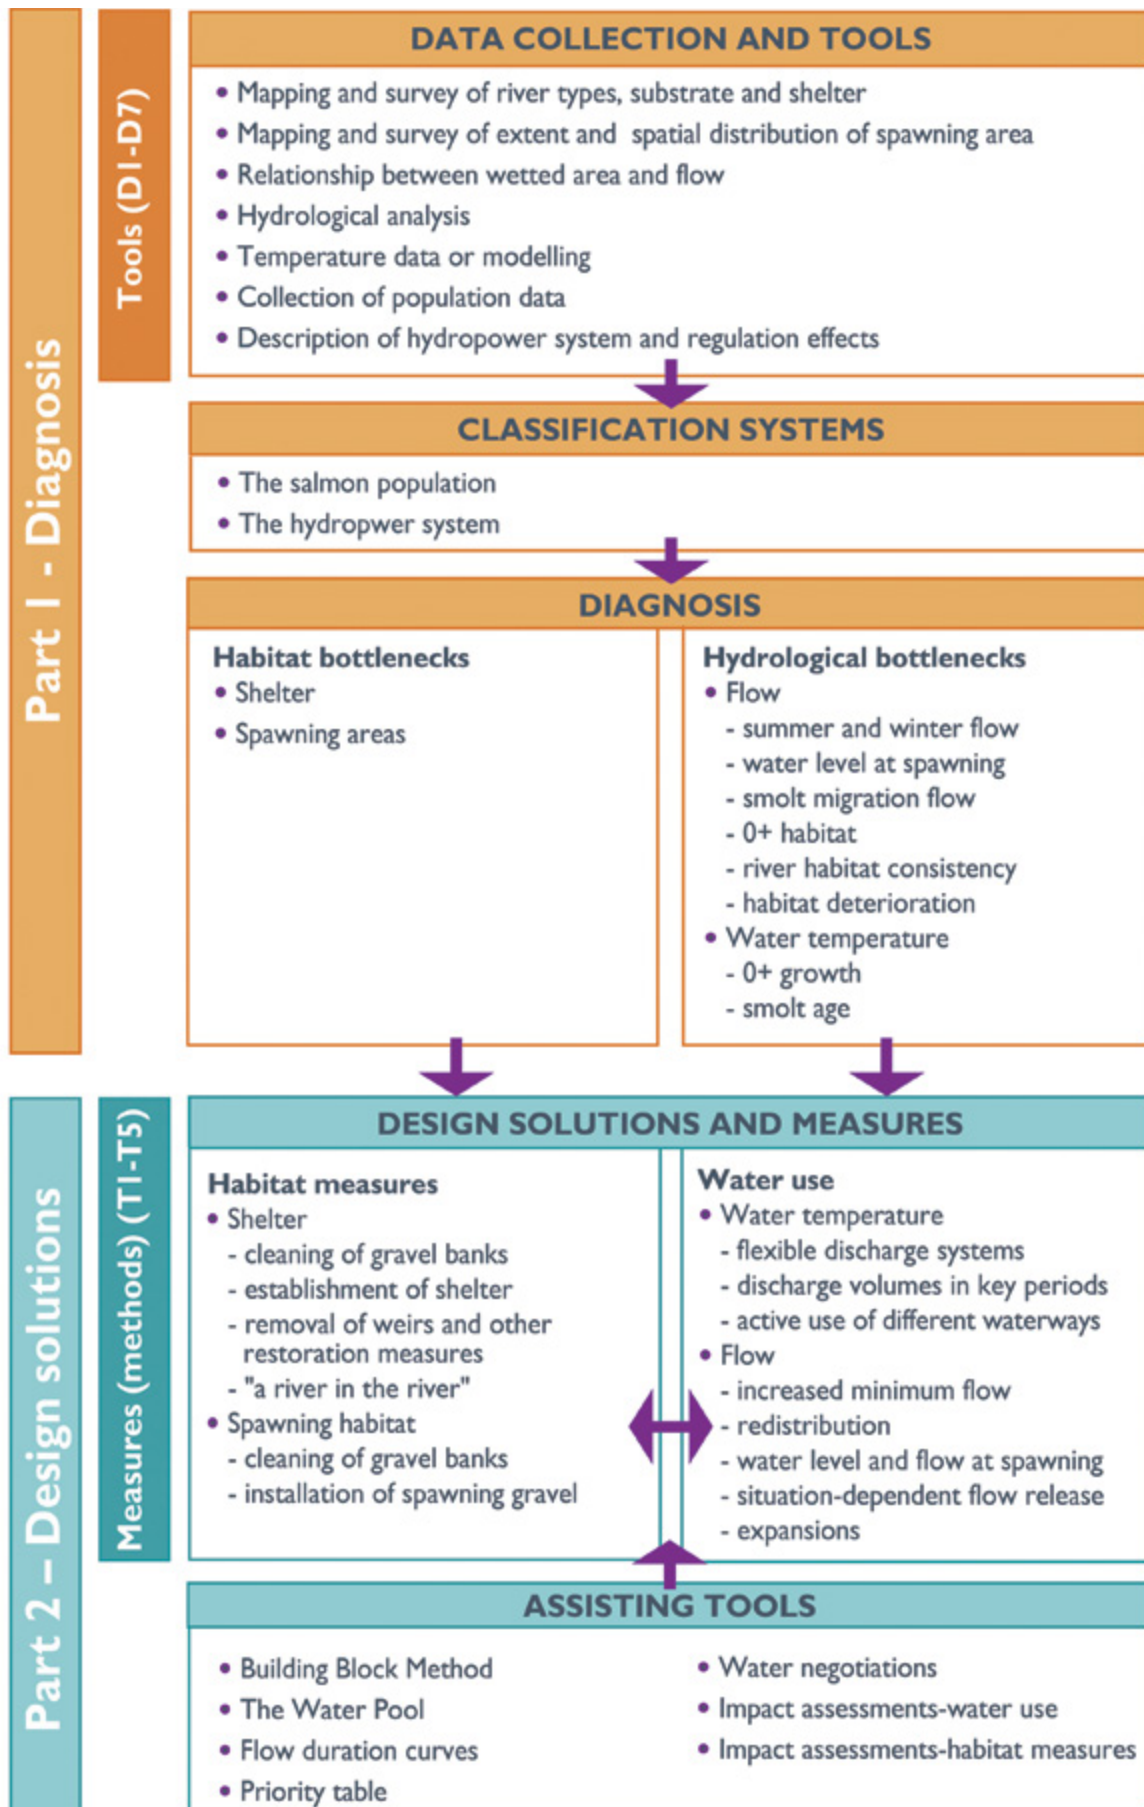 Part 1 - Diagnosis
Tools (D1-D7)
DATA COLLECTION AND TOOLS
• Mapping and survey of river types, substrate and shelter
• Mapping and survey of extent and spatial distribution of spawning area
• Relationship between wetted area and flow
• Hydrological analysis
• Temperature data or modelling
• Collection of population data
• Description of hydropower system and regulation effects
CLASSIFICATION SYSTEMS
• The salmon population
• The hydropwer system
DIAGNOSIS
Habitat bottlenecks
• Shelter
• Spawning areas
Hydrological bottlenecks
• Flow
- summer and winter flow
- water level at spawning
- smolt migration flow
- 0+ habitat
- river habitat consistency
- habitat deterioration
• Water temperature
- 0+ growth
- smolt age
Part 2 – Design solutions
Measures (methods) (T1-T5)
DESIGN SOLUTIONS AND MEASURES
Habitat measures
• Shelter
- cleaning of gravel banks
- establishment of shelter
- removal of weirs and other
restoration measures
- "a river in the river"
• Spawning habitat
- cleaning of gravel banks
- installation of spawning gravel
Water use
• Water temperature
- flexible discharge systems
- discharge volumes in key periods
- active use of different waterways
• Flow
- increased minimum flow
- redistribution
- water level and flow at spawning
- situation-dependent flow release
- expansions
ASSISTING TOOLS
• Building Block Method
• The Water Pool
• Flow duration curves
• Priority table
• Water negotiations
• Impact assessments-water use
• Impact assessments-habitat measures